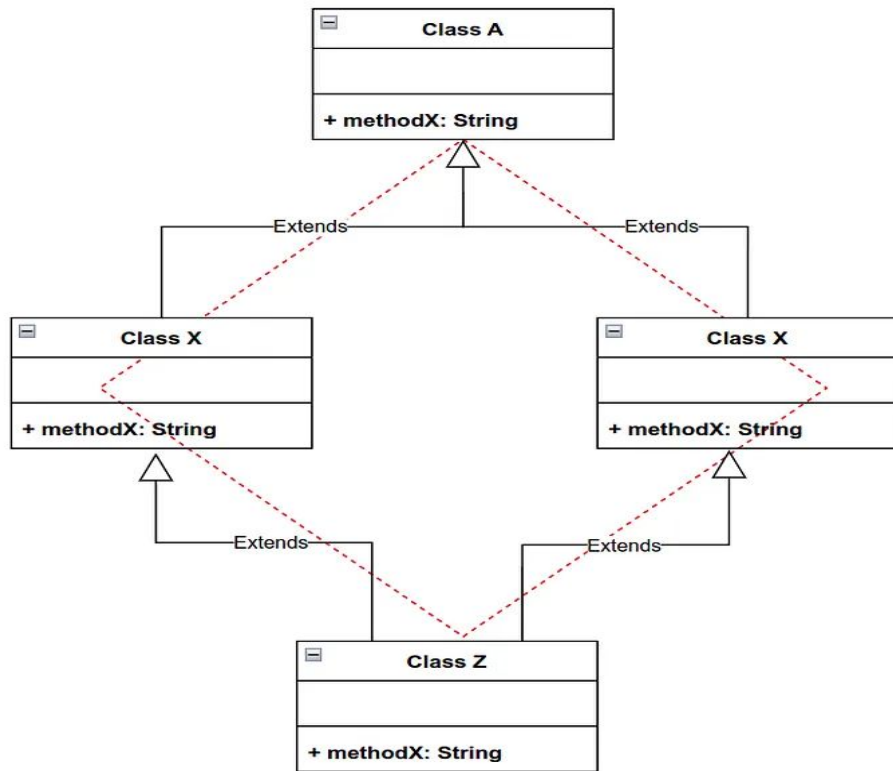 Class A
+ methodX: String
Extends
Extends
Class X
Class X
+ methodX: String
+ methodX: String
Extends
Extends
Class Z
+ methodX: String